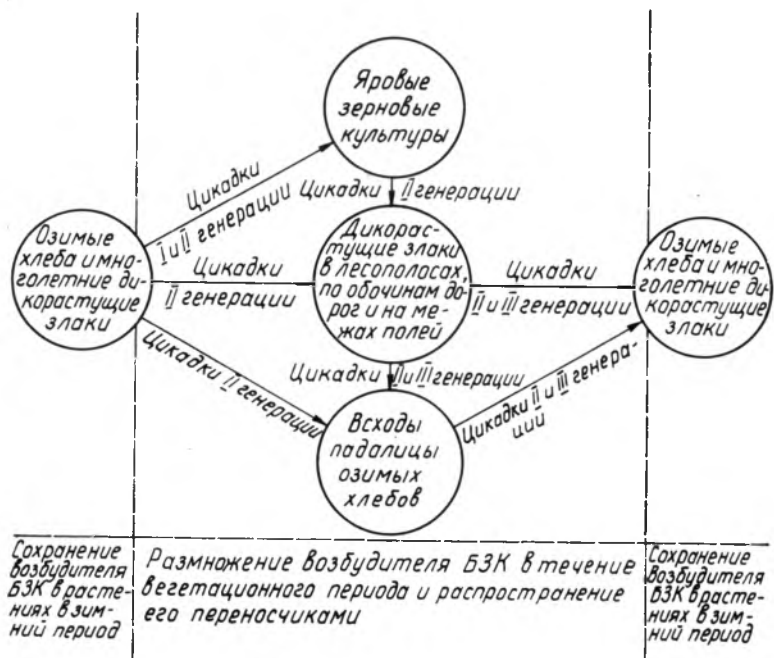 Яровые
зерновые
культуры
Цикадки
I и II генерации
Цикадки II генерации
Озимые
хлеба и мно-
голетние ди-
корастущие
злаки
Цикадки
II генерации
Дикорас-
тущие злаки
в лесополосах,
по обочинам до-
рог и на ме-
жах полей
Цикадки
II и III генерации
Озимые
хлеба и мно-
голетние ди-
корастущие
злаки
Цикадки II генерации
Цикадки II и III генерации
Цикадки II и III генера-
ции
Всходы
падалицы
озимых
хлебов
Сохранение
возбудителя
БЗК в расте-
ниях в зим-
ний период
Размножение возбудителя БЗК в течение
вегетационного периода и распространение
его переносчиками
Сохранение
возбудителя
БЗК в расте-
ниях в зим-
ний период